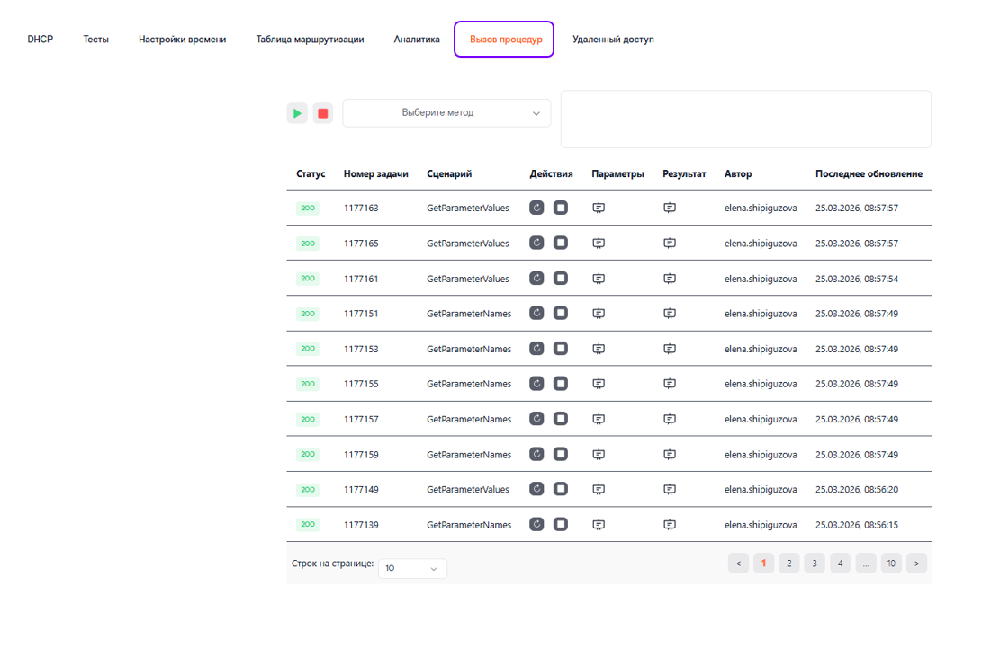 DHCP Тесты Настройки времени Таблица маршрутизации Аналитика Вызов процедур Удаленный доступ
Выберите метод
Статус Номер задачи Сценарий Действия Параметры Результат Автор Последнее обновление
200 1177163 GetParameterValues elena.shipiguzova 25.03.2026, 08:57:57
200 1177165 GetParameterValues elena.shipiguzova 25.03.2026, 08:57:57
200 1177161 GetParameterValues elena.shipiguzova 25.03.2026, 08:57:54
200 1177151 GetParameterNames elena.shipiguzova 25.03.2026, 08:57:49
200 1177153 GetParameterNames elena.shipiguzova 25.03.2026, 08:57:49
200 1177155 GetParameterNames elena.shipiguzova 25.03.2026, 08:57:49
200 1177157 GetParameterNames elena.shipiguzova 25.03.2026, 08:57:49
200 1177159 GetParameterNames elena.shipiguzova 25.03.2026, 08:57:49
200 1177149 GetParameterValues elena.shipiguzova 25.03.2026, 08:56:20
200 1177139 GetParameterNames elena.shipiguzova 25.03.2026, 08:56:15
Строк на странице: 10 < 1 2 3 4 ... 10 >